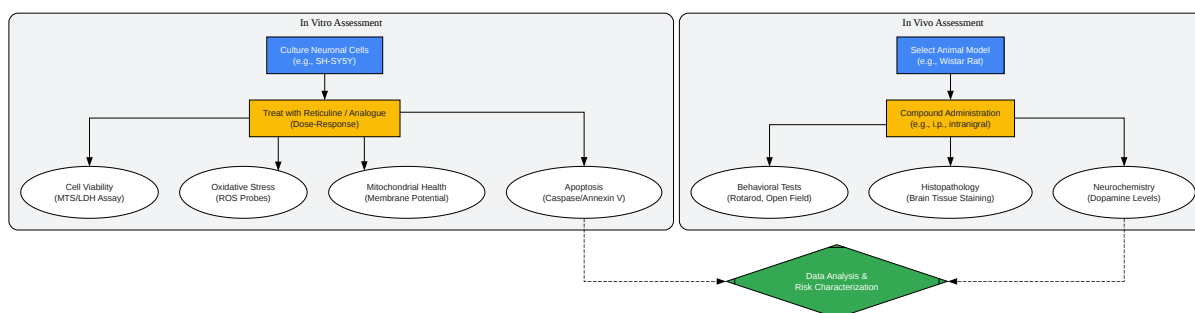 In Vitro Assessment
Culture Neuronal Cells
(e.g., SH-SY5Y)
Treat with Reticuline / Analogue
(Dose-Response)
Cell Viability
(MTS/LDH Assay)
Oxidative Stress
(ROS Probes)
Mitochondrial Health
(Membrane Potential)
Apoptosis
(Caspase/Annexin V)
In Vivo Assessment
Select Animal Model
(e.g., Wistar Rat)
Compound Administration
(e.g., i.p., intranigral)
Behavioral Tests
(Rotarod, Open Field)
Histopathology
(Brain Tissue Staining)
Neurochemistry
(Dopamine Levels)
Data Analysis &
Risk Characterization